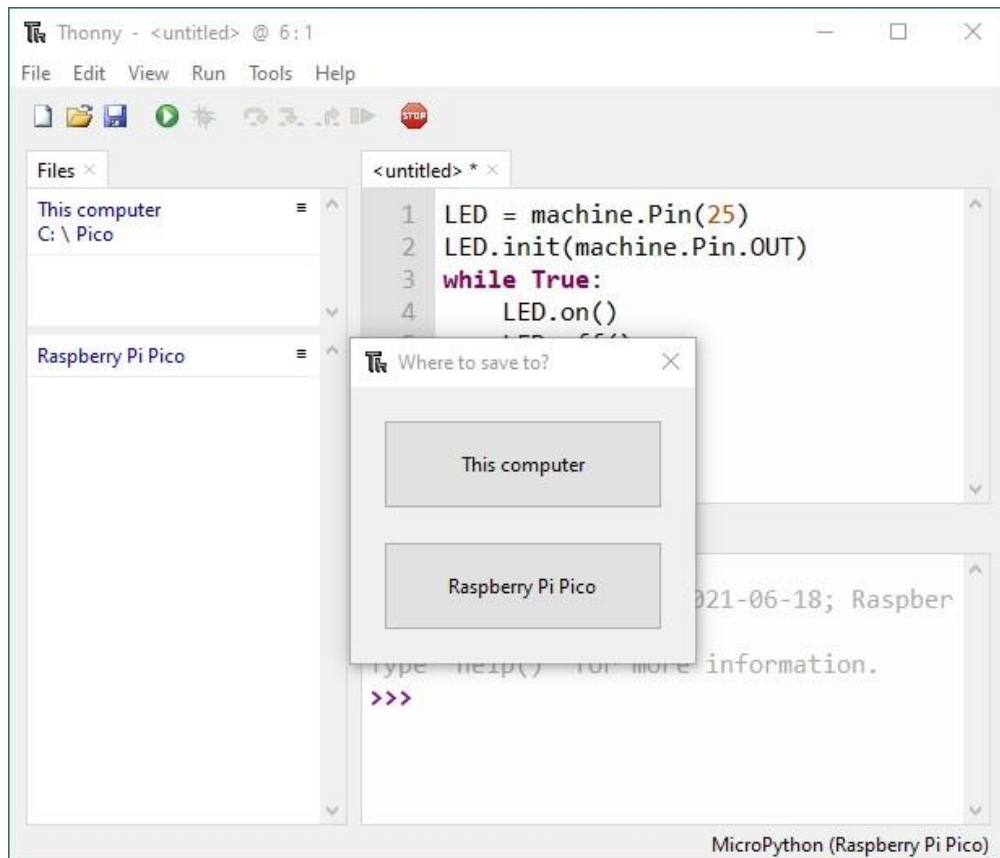 Thonny - <untitled> @ 6:1
File Edit View Run Tools Help
STOP
Files
This computer
C: \ Pico
Raspberry Pi Pico
<untitled> *
1 LED = machine.Pin(25)
2 LED.init(machine.Pin.OUT)
3 while True:
4 LED.on()
Where to save to?
This computer
Raspberry Pi Pico
021-06-18; Raspber
Type help() for more information.
>>>
MicroPython (Raspberry Pi Pico)